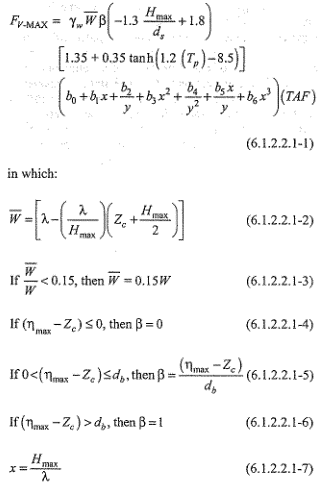 F_{V-MAX} = γ_w W̄ β(−1.3 H_max/d_s + 1.8)
[1.35 + 0.35 tanh(1.2 (T_p) −8.5)]
(b_0 + b_1 x + b_2/y + b_3 x^2 + b_4/y^2 + b_5 x/y + b_6 x^3)(TAF)
(6.1.2.2.1-1)
in which:
W̄ = [λ − (λ/H_max)(Z_c + H_max/2)] (6.1.2.2.1-2)
If W̄/W < 0.15, then W̄ = 0.15W (6.1.2.2.1-3)
If (η_max − Z_c) ≤ 0, then β = 0 (6.1.2.2.1-4)
If 0 < (η_max − Z_c) ≤ d_b, then β = (η_max − Z_c)/d_b (6.1.2.2.1-5)
If (η_max − Z_c) > d_b, then β = 1 (6.1.2.2.1-6)
x = H_max/λ (6.1.2.2.1-7)